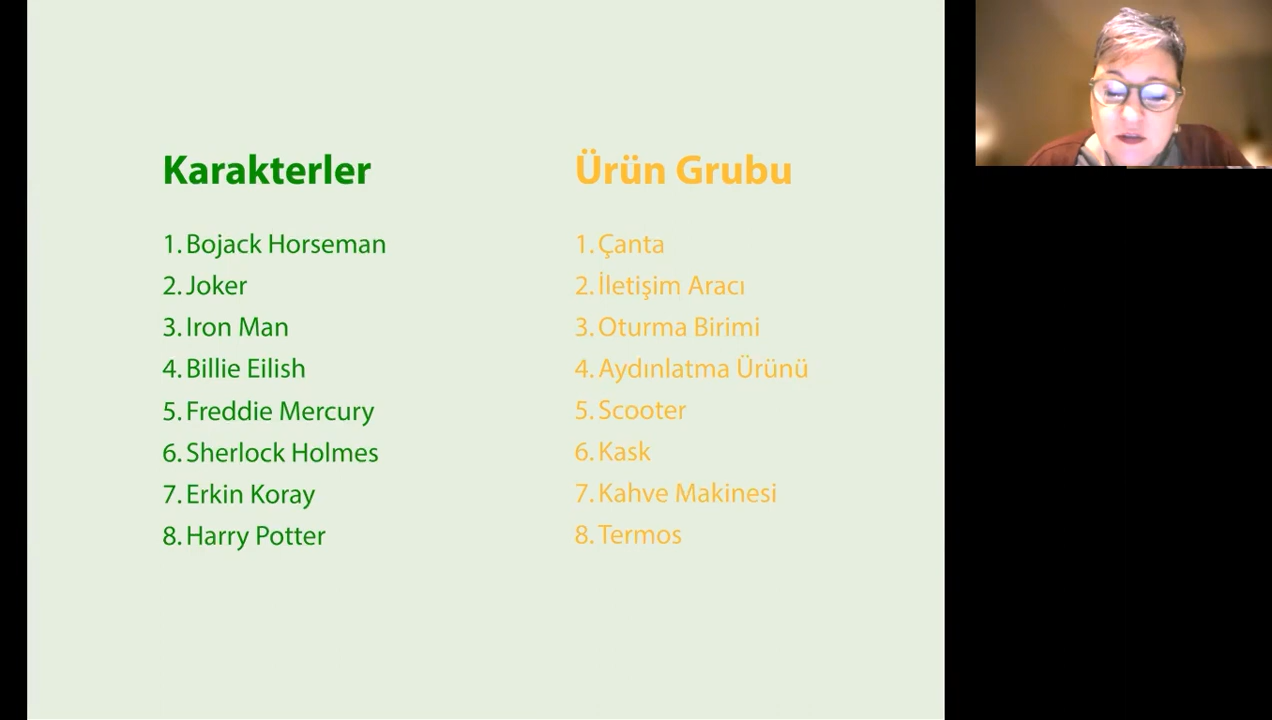 Karakterler
1. Bojack Horseman
2. Joker
3. Iron Man
4. Billie Eilish
5. Freddie Mercury
6. Sherlock Holmes
7. Erkin Koray
8. Harry Potter
Ürün Grubu
1. Çanta
2. İletişim Aracı
3. Oturma Birimi
4. Aydınlatma Ürünü
5. Scooter
6. Kask
7. Kahve Makinesi
8. Termos